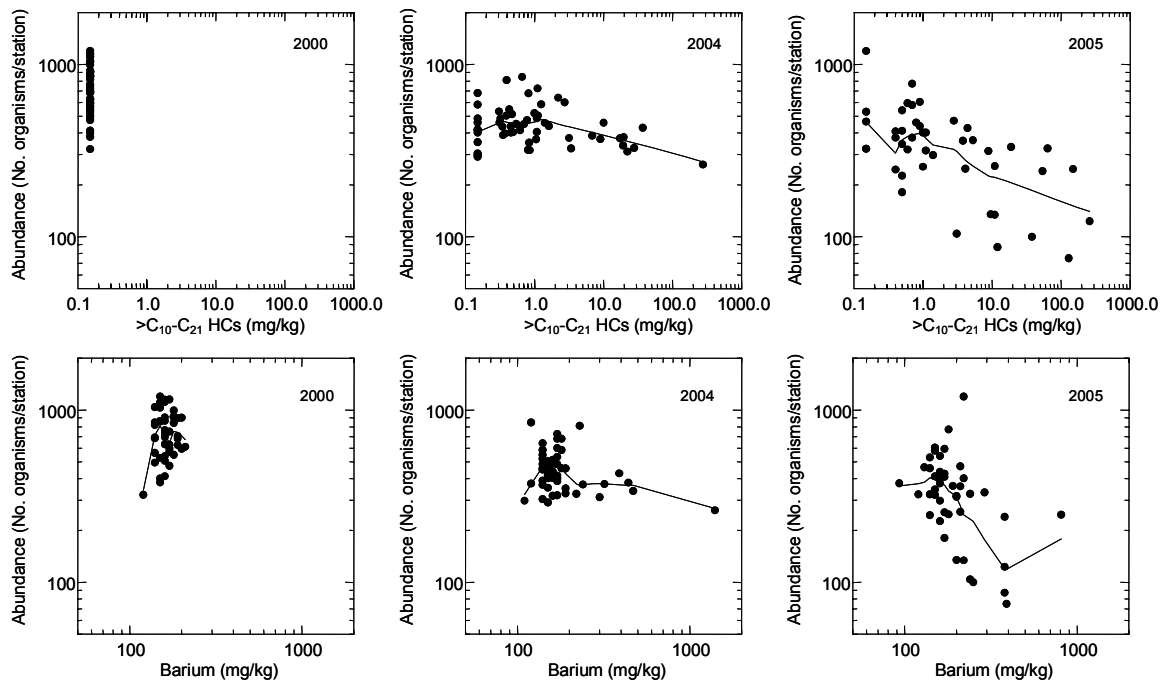 Abundance (No. organisms/station)
1000
100
2000
0.1 1.0 10.0 100.0 1000.0
>C10-C21 HCs (mg/kg)
Abundance (No. organisms/station)
1000
100
2004
0.1 1.0 10.0 100.0 1000.0
>C10-C21 HCs (mg/kg)
Abundance (No. organisms/station)
1000
100
2005
0.1 1.0 10.0 100.0 1000.0
>C10-C21 HCs (mg/kg)
Abundance (No. organisms/station)
1000
100
2000
100 1000
Barium (mg/kg)
Abundance (No. organisms/station)
1000
100
2004
100 1000
Barium (mg/kg)
Abundance (No. organisms/station)
1000
100
2005
100 1000
Barium (mg/kg)